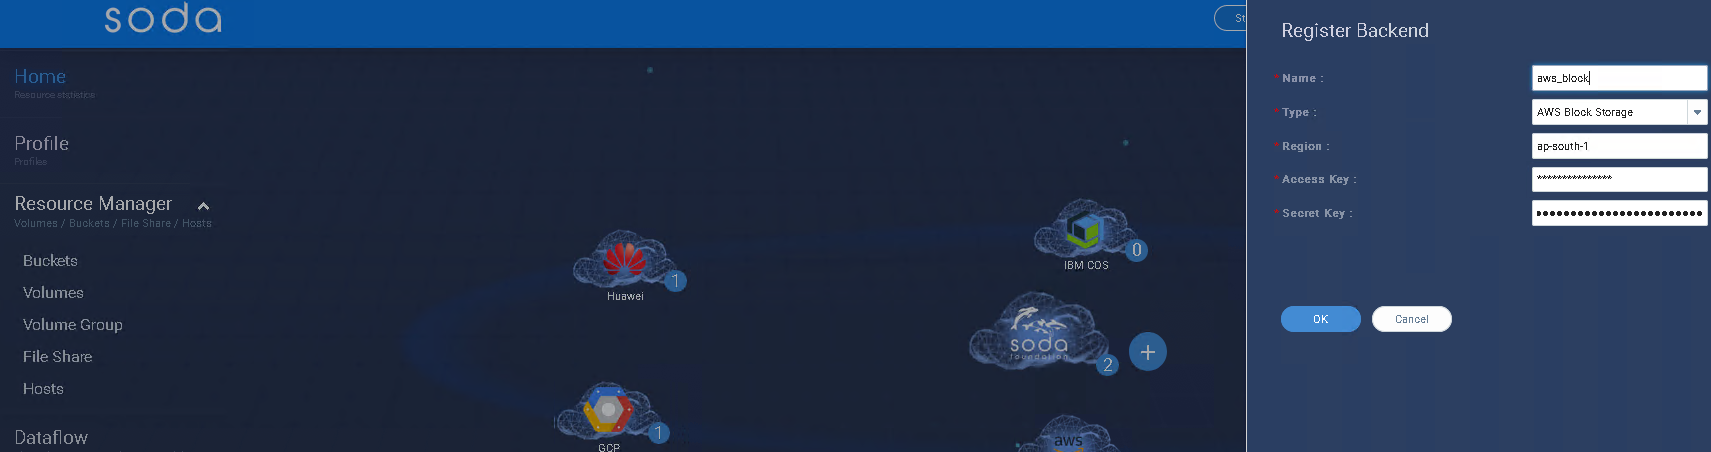 soda
St
Home
Resource statistics
Profile
Profiles
Resource Manager
Volumes / Buckets / File Share / Hosts
Buckets
Volumes
Volume Group
File Share
Hosts
Dataflow
Huawei
1
IBM COS
0
soda
foundation
2
+
GCP
1
aws
Register Backend
* Name :
aws_block
* Type :
AWS Block Storage
* Region :
ap-south-1
* Access Key :
***************
* Secret Key :
••••••••••••••••••••••••
OK
Cancel